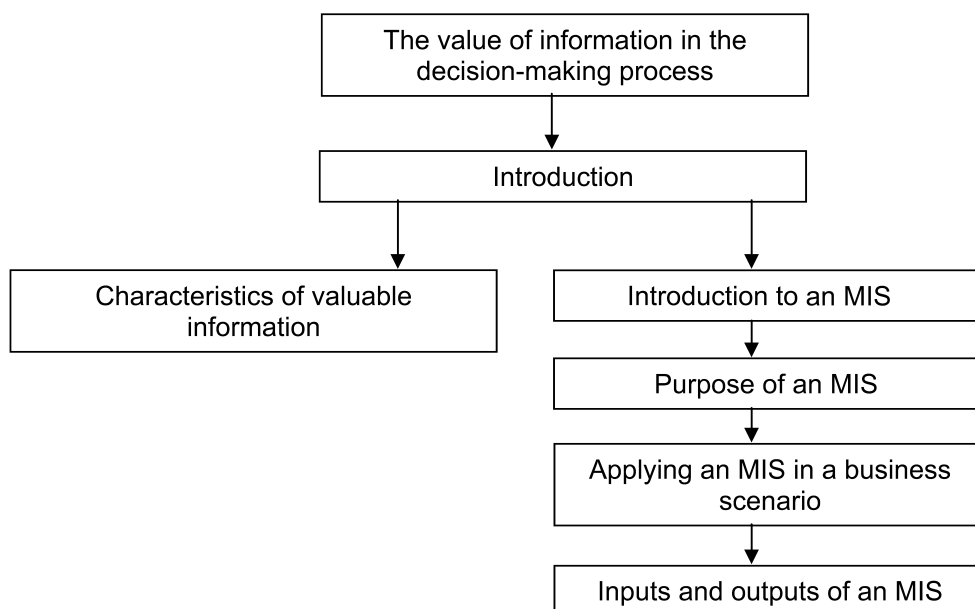 The value of information in the
decision-making process
Introduction
Characteristics of valuable
information
Introduction to an MIS
Purpose of an MIS
Applying an MIS in a business
scenario
Inputs and outputs of an MIS